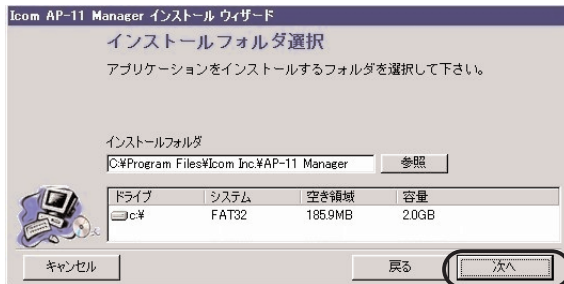 Icom AP-11 Manager インストール ウィザード
インストールフォルダ選択
アプリケーションをインストールするフォルダを選択して下さい。
インストールフォルダ
C:¥Program Files¥Icom Inc.¥AP-11 Manager 参照
ドライブ システム 空き領域 容量
c:¥ FAT32 185.9MB 2.0GB
キャンセル 戻る 次へ